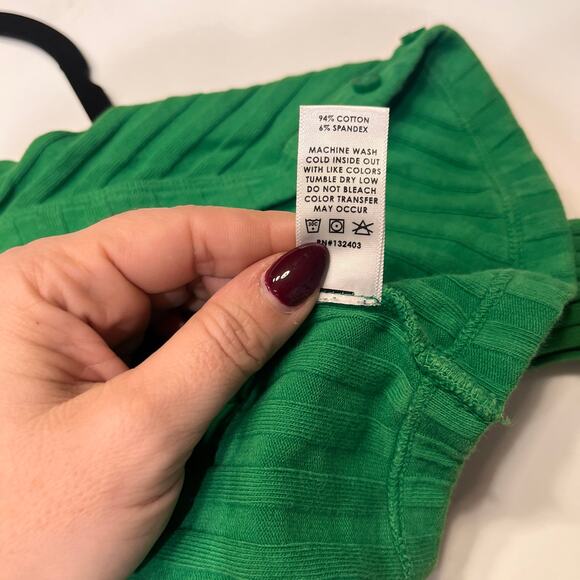 94% COTTON
6% SPANDEX
MACHINE WASH
COLD INSIDE OUT
WITH LIKE COLORS
TUMBLE DRY LOW
DO NOT BLEACH
COLOR TRANSFER
MAY OCCUR
RN#132403